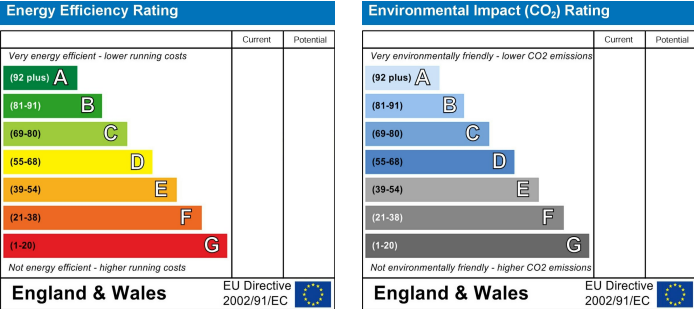 Energy Efficiency Rating
Current Potential
Very energy efficient - lower running costs
(92 plus) A
(81-91) B
(69-80) C
(55-68) D
(39-54) E
(21-38) F
(1-20) G
Not energy efficient - higher running costs
England & Wales
EU Directive
2002/91/EC
Environmental Impact (CO₂) Rating
Current Potential
Very environmentally friendly - lower CO2 emissions
(92 plus) A
(81-91) B
(69-80) C
(55-68) D
(39-54) E
(21-38) F
(1-20) G
Not environmentally friendly - higher CO2 emissions
England & Wales
EU Directive
2002/91/EC